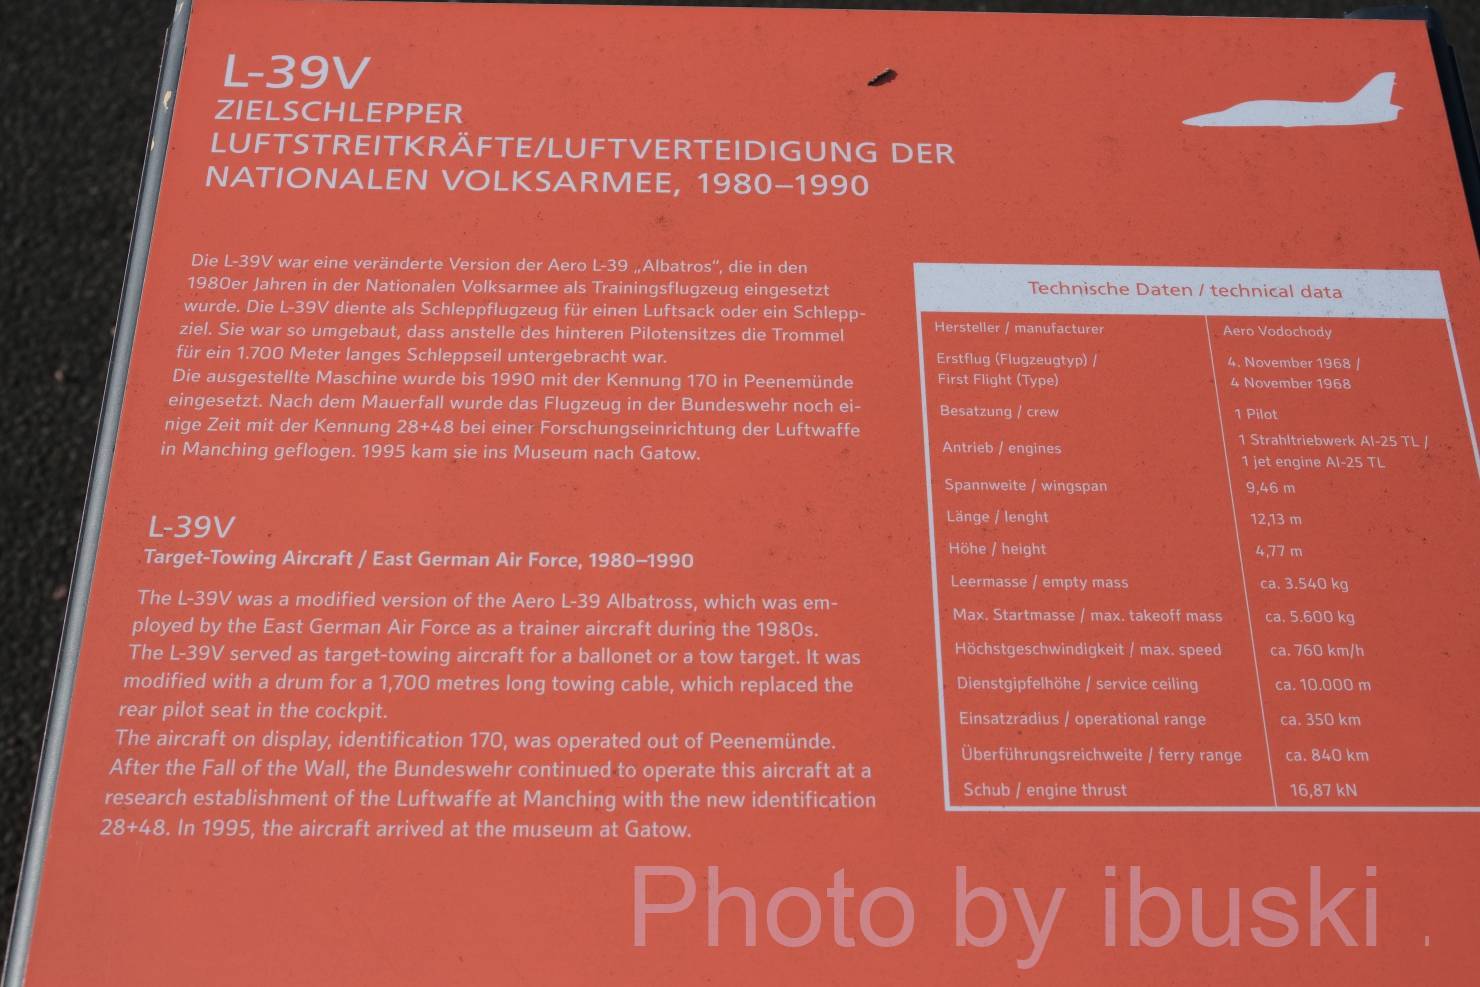 L-39V
ZIELSCHLEPPER
LUFTSTREITKRÄFTE/LUFTVERTEIDIGUNG DER
NATIONALEN VOLKSARMEE, 1980–1990
Die L-39V war eine veränderte Version der Aero L-39 „Albatros“, die in den
1980er Jahren in der Nationalen Volksarmee als Trainingsflugzeug eingesetzt
wurde. Die L-39V diente als Schleppflugzeug für einen Luftsack oder ein Schlepp-
ziel. Sie war so umgebaut, dass anstelle des hinteren Pilotensitzes die Trommel
für ein 1.700 Meter langes Schleppseil untergebracht war.
Die ausgestellte Maschine wurde bis 1990 mit der Kennung 170 in Peenemünde
eingesetzt. Nach dem Mauerfall wurde das Flugzeug in der Bundeswehr noch ei-
nige Zeit mit der Kennung 28+48 bei einer Forschungseinrichtung der Luftwaffe
in Manching geflogen. 1995 kam sie ins Museum nach Gatow.
L-39V
Target-Towing Aircraft / East German Air Force, 1980–1990
The L-39V was a modified version of the Aero L-39 Albatross, which was em-
ployed by the East German Air Force as a trainer aircraft during the 1980s.
The L-39V served as target-towing aircraft for a ballonet or a tow target. It was
modified with a drum for a 1,700 metres long towing cable, which replaced the
rear pilot seat in the cockpit.
The aircraft on display, identification 170, was operated out of Peenemünde.
After the Fall of the Wall, the Bundeswehr continued to operate this aircraft at a
research establishment of the Luftwaffe at Manching with the new identification
28+48. In 1995, the aircraft arrived at the museum at Gatow.
Technische Daten / technical data
Hersteller / manufacturer Aero Vodochody
Erstflug (Flugzeugtyp) / 4. November 1968 /
First Flight (Type) 4 November 1968
Besatzung / crew 1 Pilot
Antrieb / engines 1 Strahltriebwerk AI-25 TL /
1 jet engine AI-25 TL
Spannweite / wingspan 9,46 m
Länge / lenght 12,13 m
Höhe / height 4,77 m
Leermasse / empty mass ca. 3.540 kg
Max. Startmasse / max. takeoff mass ca. 5.600 kg
Höchstgeschwindigkeit / max. speed ca. 760 km/h
Dienstgipfelhöhe / service ceiling ca. 10.000 m
Einsatzradius / operational range ca. 350 km
Überführungsreichweite / ferry range ca. 840 km
Schub / engine thrust 16,87 kN
Photo by ibuski .